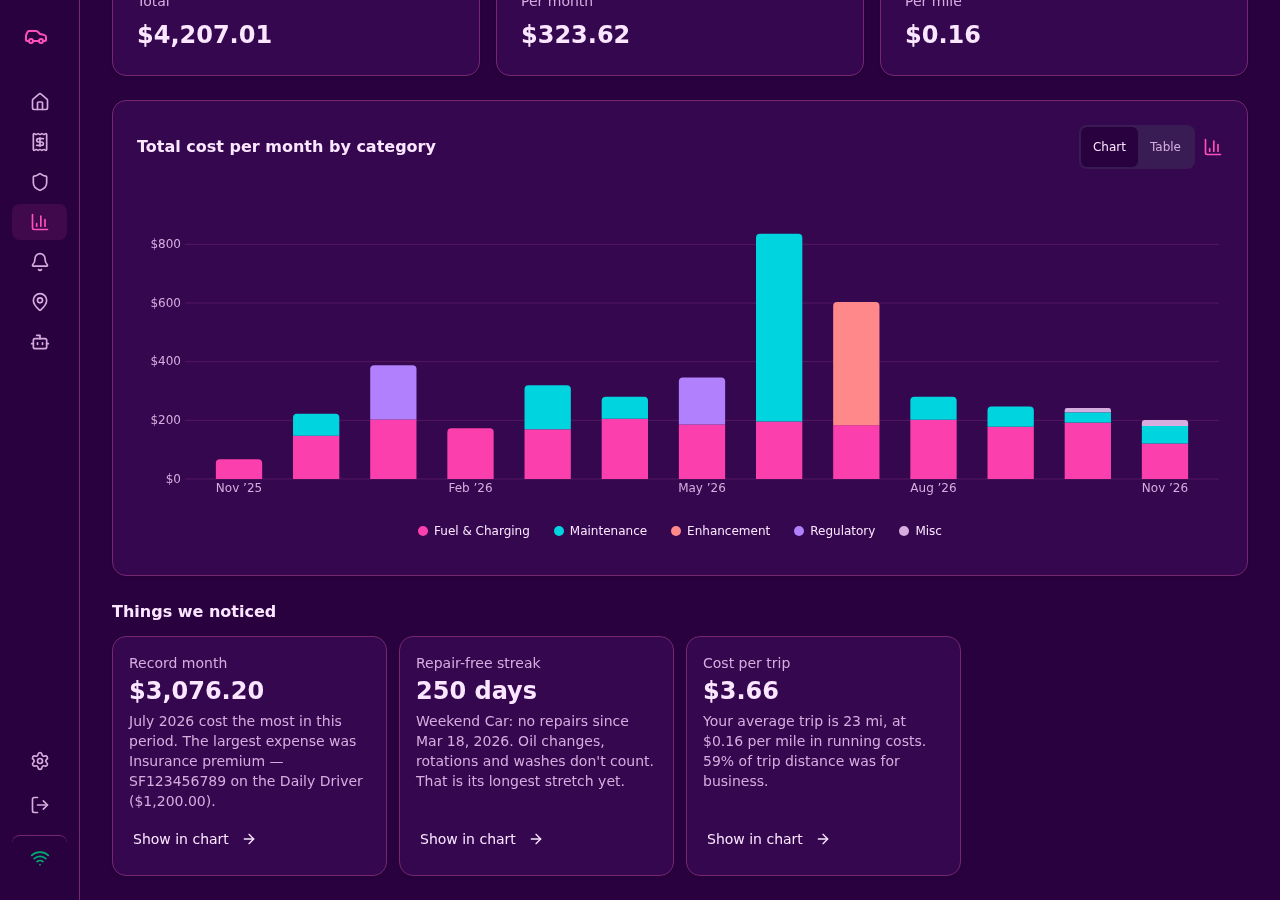 Total
Per month
Per mile
$4,207.01
$323.62
$0.16
Total cost per month by category
Chart
Table
$800
$600
$400
$200
$0
Nov ’25
Feb ’26
May ’26
Aug ’26
Nov ’26
Fuel & Charging
Maintenance
Enhancement
Regulatory
Misc
Things we noticed
Record month
$3,076.20
July 2026 cost the most in this
period. The largest expense was
Insurance premium —
SF123456789 on the Daily Driver
($1,200.00).
Show in chart
Repair-free streak
250 days
Weekend Car: no repairs since
Mar 18, 2026. Oil changes,
rotations and washes don't count.
That is its longest stretch yet.
Show in chart
Cost per trip
$3.66
Your average trip is 23 mi, at
$0.16 per mile in running costs.
59% of trip distance was for
business.
Show in chart